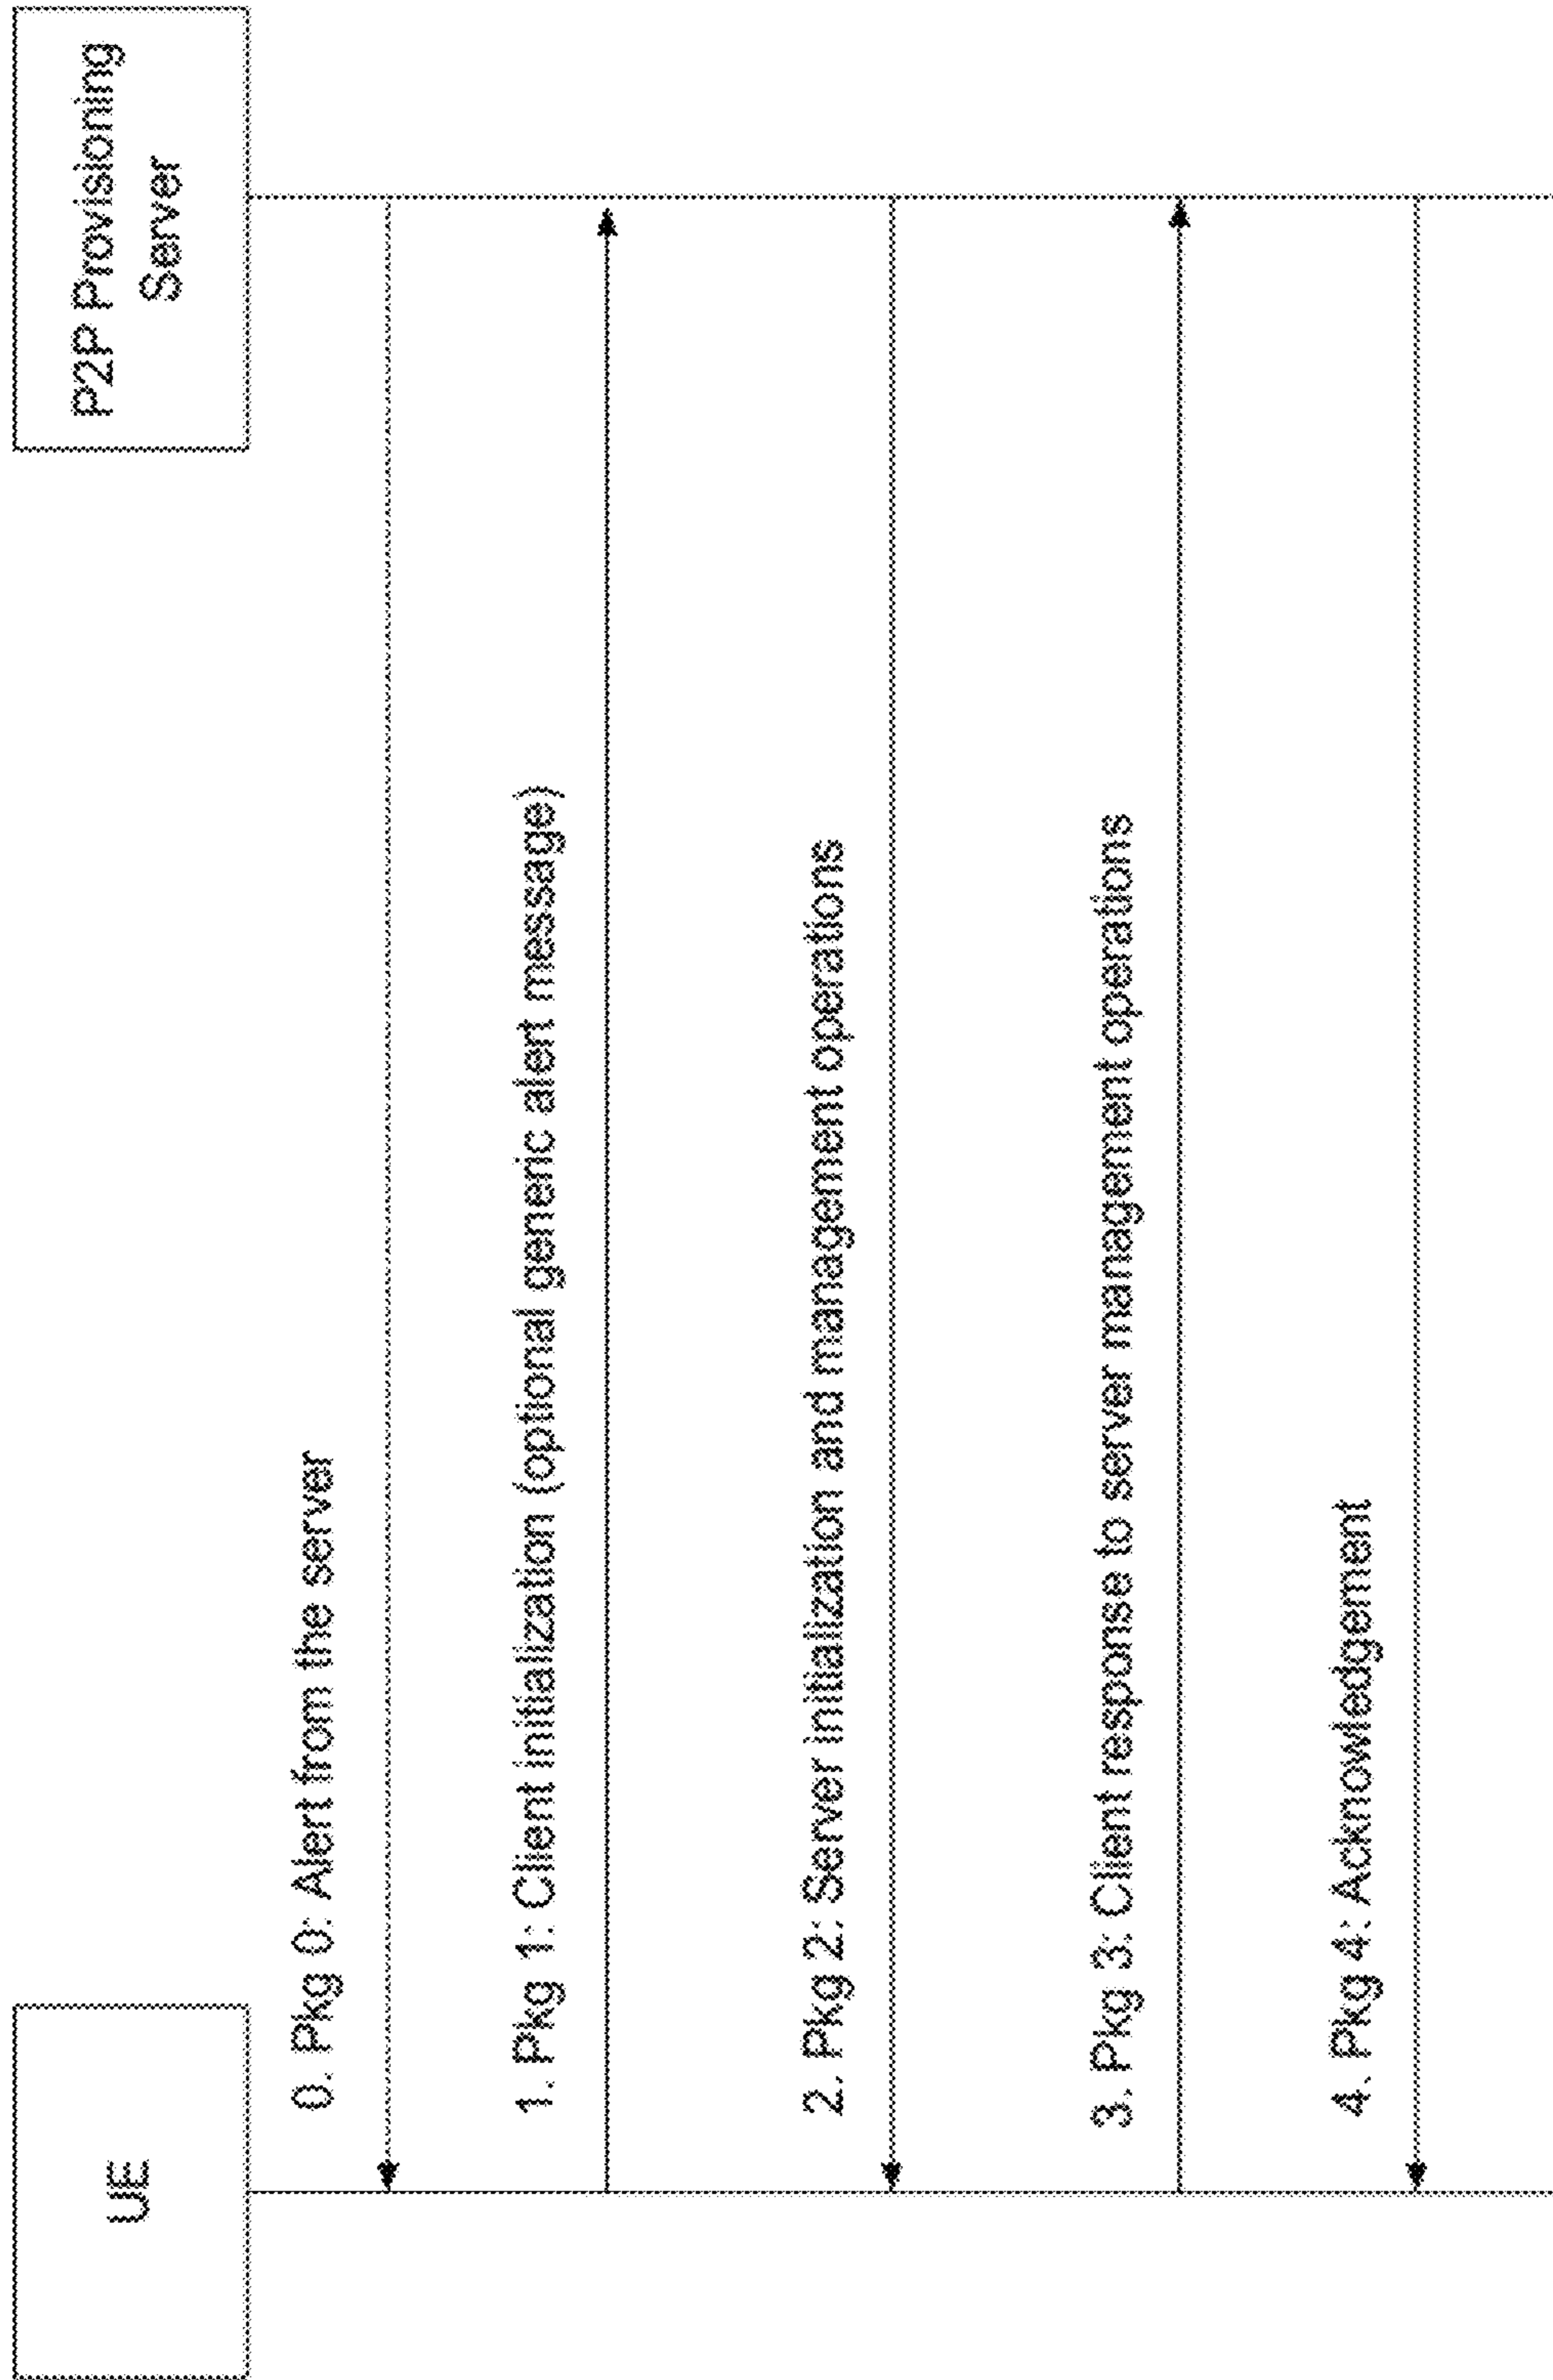 UE
P2P Provisioning
Server
0. Pkg 0: Alert from the server
1. Pkg 1: Client initialization (optional generic alert message)
2. Pkg 2: Server initialization and management operations
3. Pkg 3: Client response to server management operations
4. Pkg 4: Acknowledgement